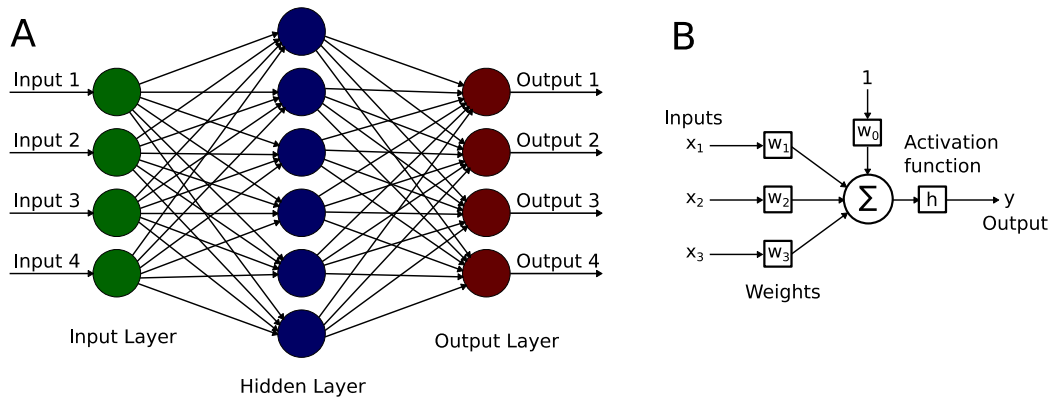 A
Input 1
Input 2
Input 3
Input 4
Output 1
Output 2
Output 3
Output 4
Input Layer
Hidden Layer
Output Layer
B
1
w₀
Inputs
x₁
w₁
x₂
w₂
x₃
w₃
Weights
Σ
Activation
function
h
y
Output